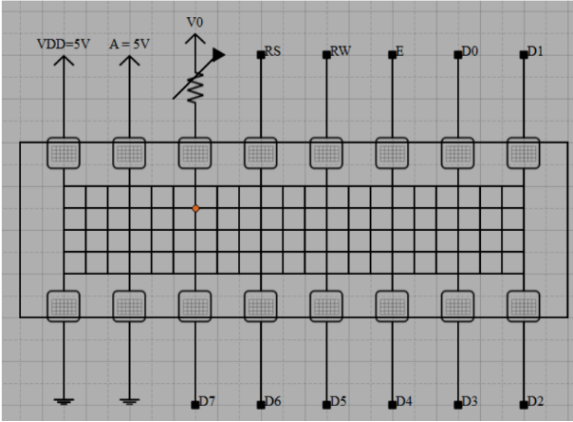 V0
VDD=5V A = 5V
RS RW E D0 D1
D7 D6 D5 D4 D3 D2